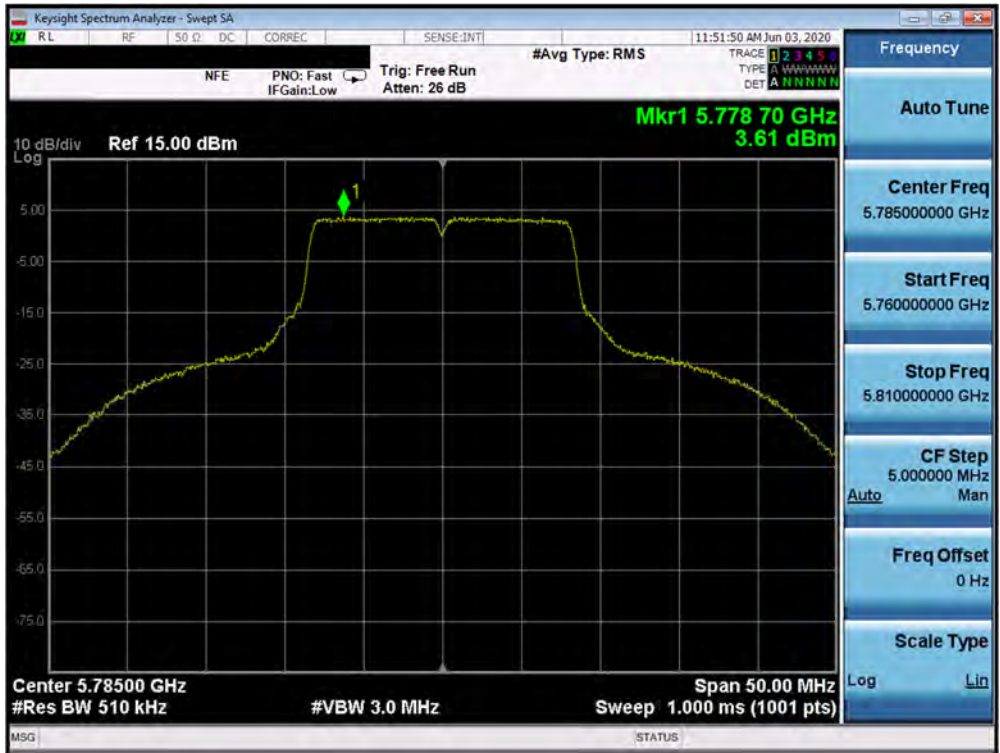 Keysight Spectrum Analyzer - Swept SA
LXI RL RF 50 Ω DC CORREC SENSE:INT 11:51:50 AM Jun 03, 2020
#Avg Type: RMS
TRACE 1 2 3 4 5 6
NFE PNO: Fast Trig: Free Run
TYPE A WWWWW
IFGain:Low Atten: 26 dB
DET A N N N N N
Mkr1 5.778 70 GHz
3.61 dBm
10 dB/div Ref 15.00 dBm
Log
1
5.00
-5.00
-15.0
-25.0
-35.0
-45.0
-55.0
-65.0
-75.0
Center 5.78500 GHz Span 50.00 MHz
#Res BW 510 kHz #VBW 3.0 MHz Sweep 1.000 ms (1001 pts)
MSG STATUS
Frequency
Auto Tune
Center Freq
5.785000000 GHz
Start Freq
5.760000000 GHz
Stop Freq
5.810000000 GHz
CF Step
5.000000 MHz
Auto Man
Freq Offset
0 Hz
Scale Type
Log Lin